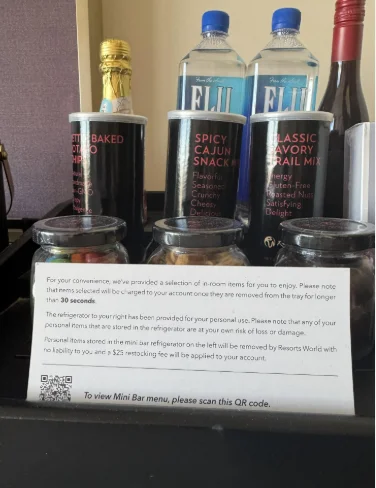 FIJI
FIJI
BAKED
SPICY
CAJUN
SNACK
Flavorful
Seasoned
Crunchy
Cheesy
Delicious
CLASSIC
SAVORY
TRAIL MIX
Energy
Gluten-Free
Roasted Nuts
Satisfying
Delight
For your convenience, we've provided a selection of in-room items for you to enjoy. Please note
that items selected will be charged to your account once they are removed from the tray for longer
than 30 seconds.
The refrigerator to your right has been provided for your personal use. Please note that any of your
personal items that are stored in the refrigerator are at your own risk of loss or damage.
Personal items stored in the mini bar refrigerator on the left will be removed by Resorts World with
no liability to you and a $25 restocking fee will be applied to your account.
To view Mini Bar menu, please scan this QR code.